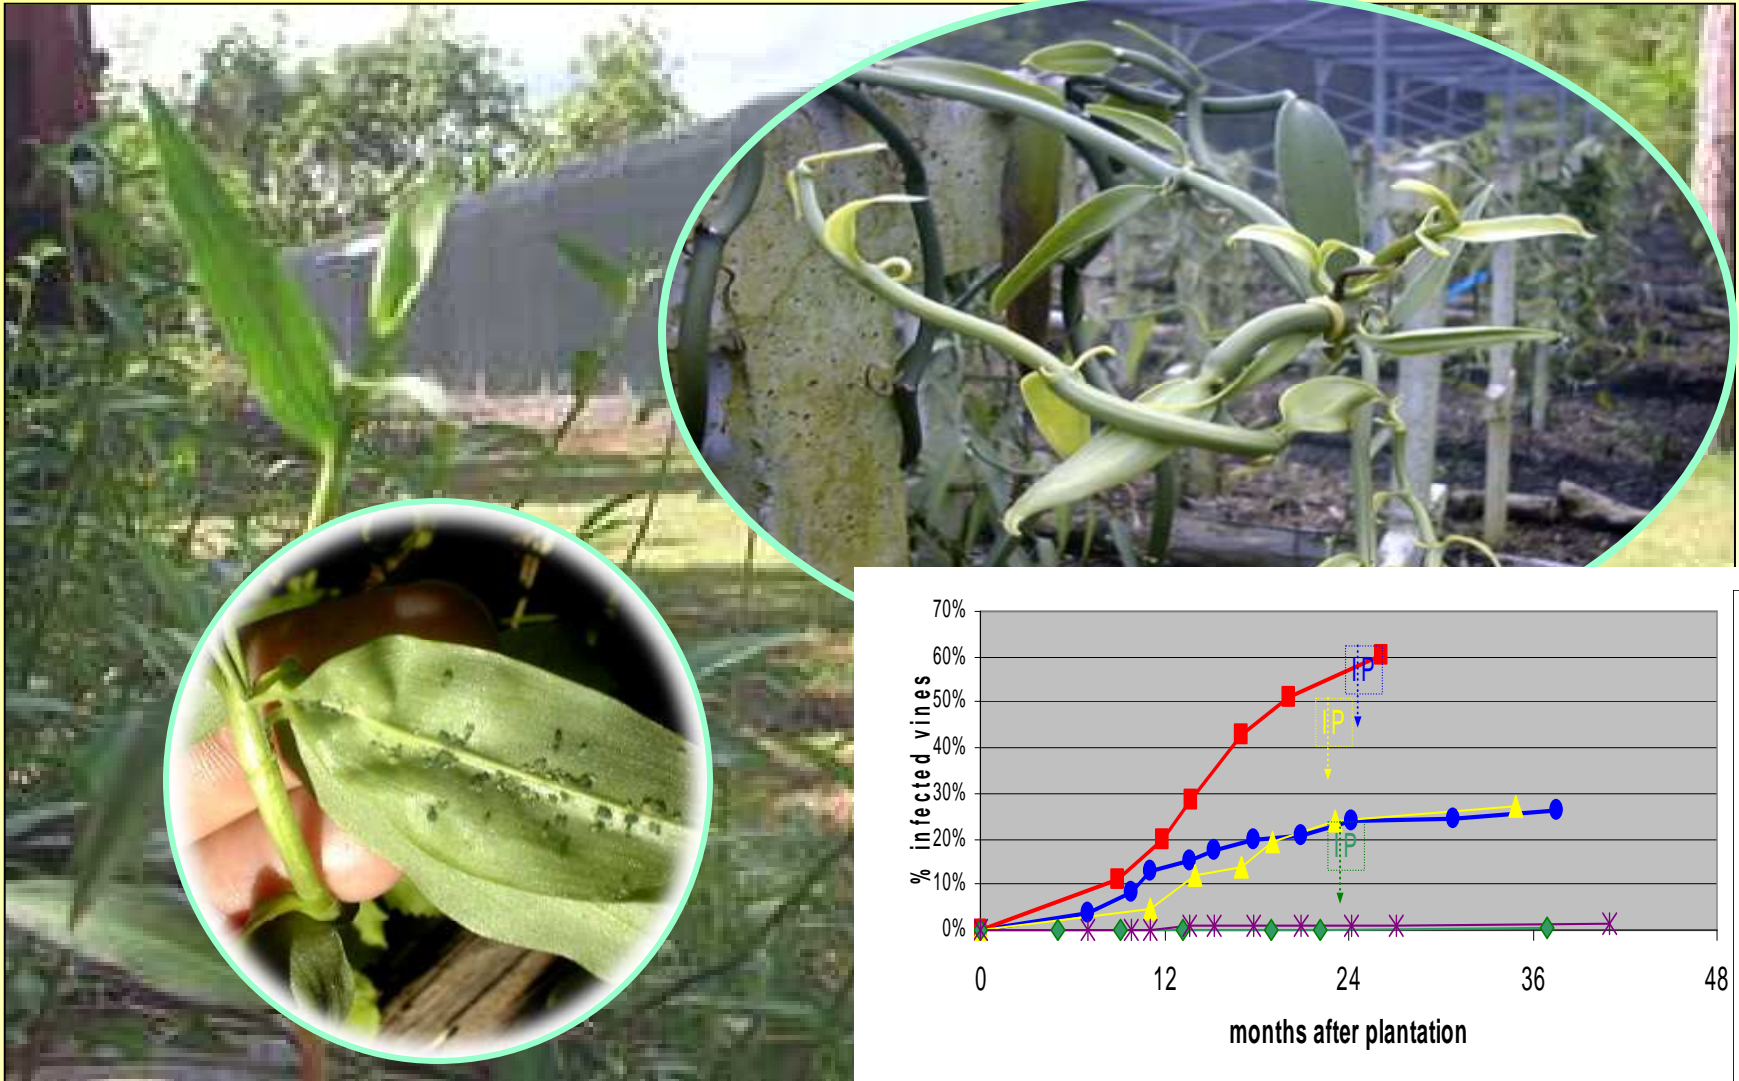 70%
60%
50%
40%
30%
20%
10%
0%
% infected vines
IP
IP
IP
0 12 24 36 48
months after plantation